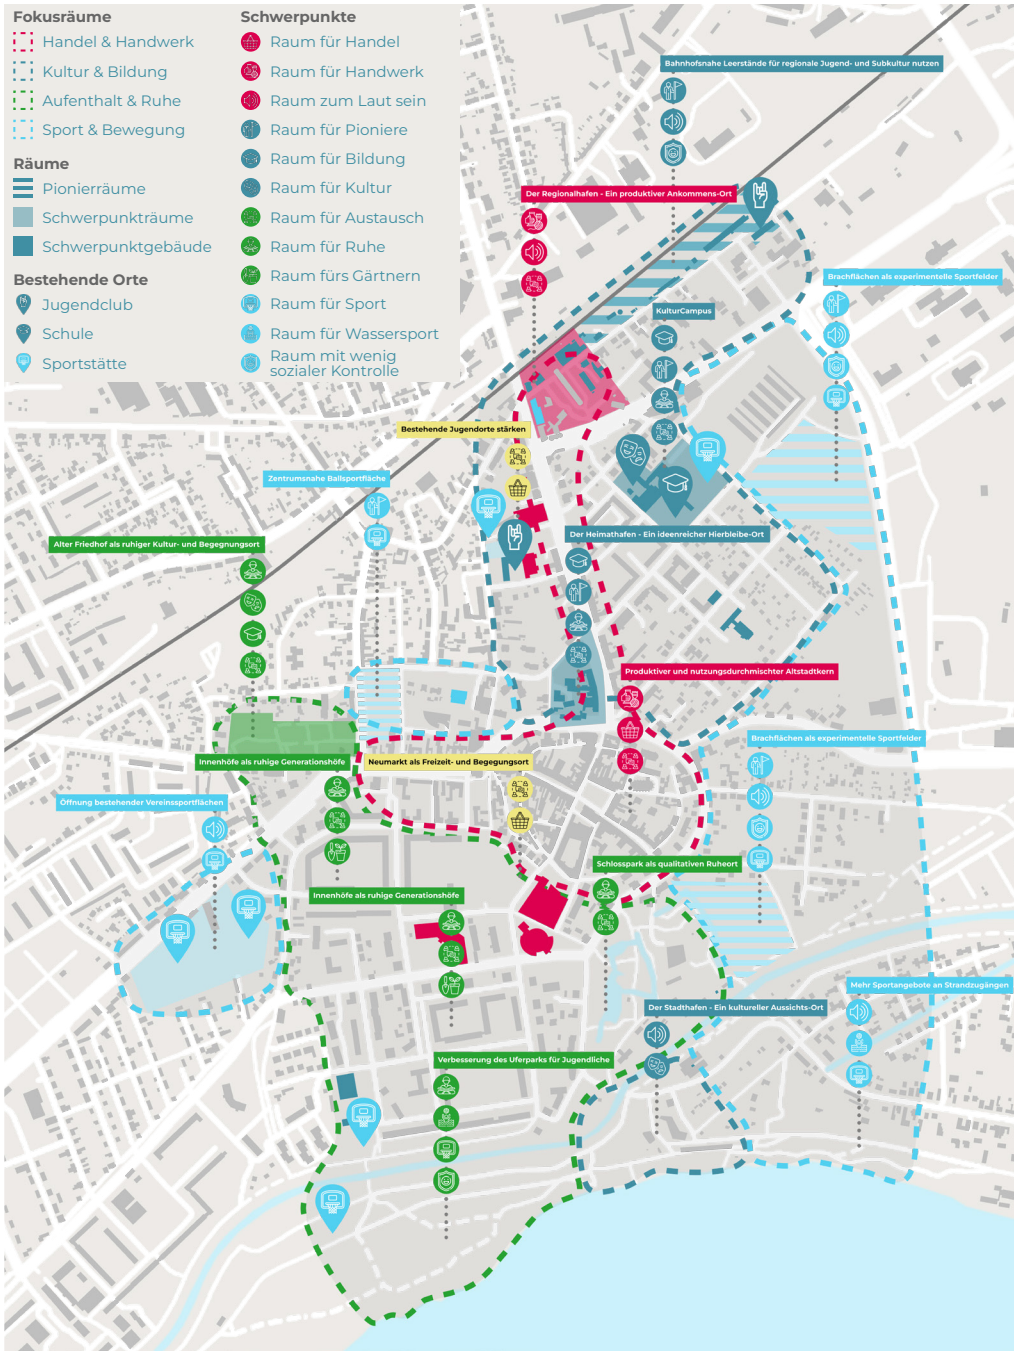 Fokusräume
Handel & Handwerk
Kultur & Bildung
Aufenthalt & Ruhe
Sport & Bewegung
Räume
Pionierräume
Schwerpunkträume
Schwerpunktgebäude
Bestehende Orte
Jugendclub
Schule
Sportstätte
Schwerpunkte
Raum für Handel
Raum für Handwerk
Raum zum Laut sein
Raum für Pioniere
Raum für Bildung
Raum für Kultur
Raum für Austausch
Raum für Ruhe
Raum fürs Gärtnern
Raum für Sport
Raum für Wassersport
Raum mit wenig
sozialer Kontrolle
Bahnhofsnahe Leerstände für regionale Jugend- und Subkultur nutzen
Der Regionalhafen - Ein produktiver Ankommens-Ort
Brachflächen als experimentelle Sportfelder
KulturCampus
Bestehende Jugendorte stärken
Zentrumsnahe Ballsportfläche
Der Heimathafen - Ein ideenreicher Hierbleibe-Ort
Alter Friedhof als ruhiger Kultur- und Begegnungsort
Produktiver und nutzungsdurchmischter Altstadtkern
Brachflächen als experimentelle Sportfelder
Innenhöfe als ruhige Generationshöfe
Neumarkt als Freizeit- und Begegungsort
Öffnung bestehender Vereinssportflächen
Schlosspark als qualitativen Ruheort
Innenhöfe als ruhige Generationshöfe
Mehr Sportangebote an Strandzugängen
Der Stadthafen - Ein kultureller Aussichts-Ort
Verbesserung des Uferparks für Jugendliche